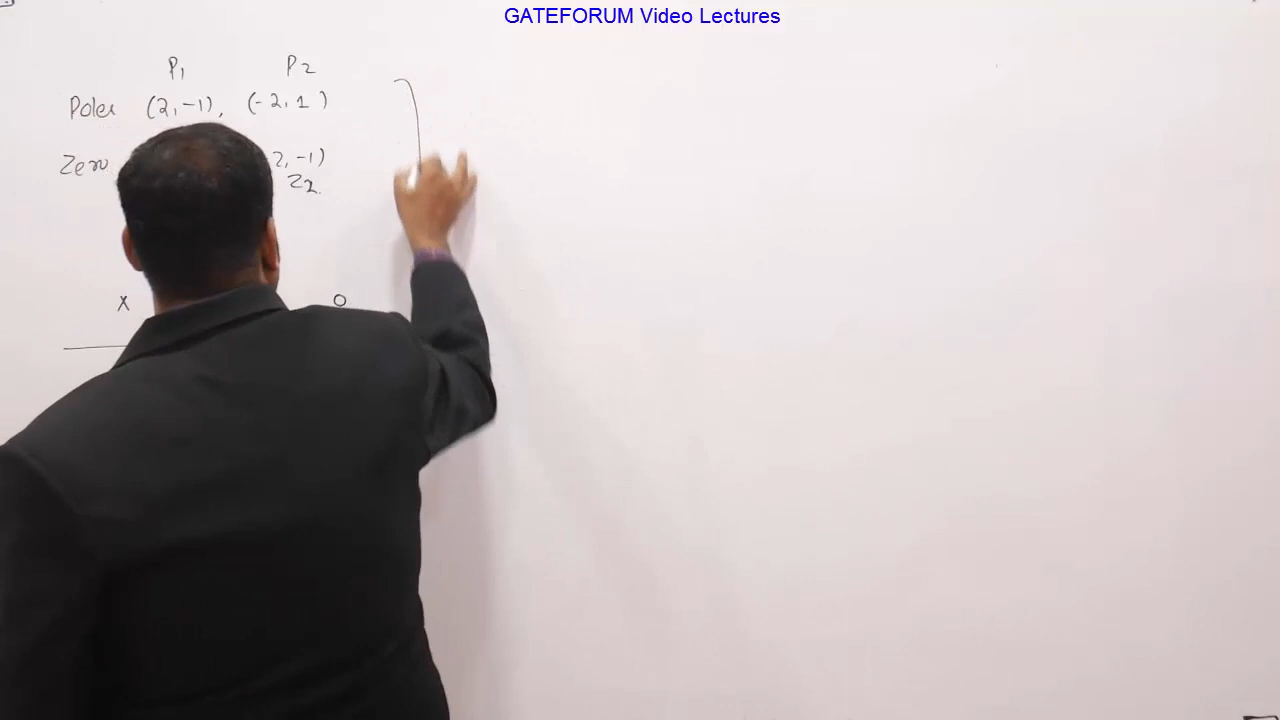 GATEFORUM Video Lectures
P1 P2
Poles (2,-1), (-2, 1 )
Zero 2, -1)
Z2
X O